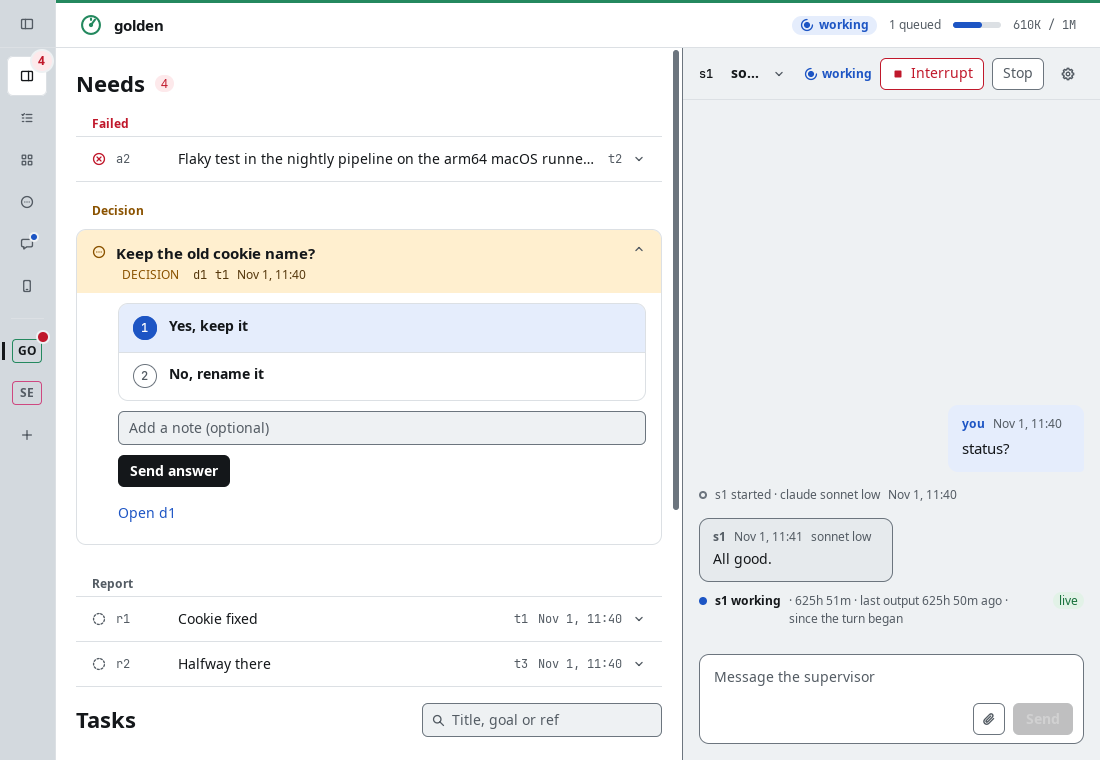 golden
working
1 queued
610K / 1M
4
GO
SE
Needs 4
Failed
a2 Flaky test in the nightly pipeline on the arm64 macOS runne... t2
Decision
Keep the old cookie name?
DECISION d1 t1 Nov 1, 11:40
1 Yes, keep it
2 No, rename it
Add a note (optional)
Send answer
Open d1
Report
r1 Cookie fixed t1 Nov 1, 11:40
r2 Halfway there t3 Nov 1, 11:40
Tasks
Title, goal or ref
s1 so... working Interrupt Stop
you Nov 1, 11:40
status?
s1 started · claude sonnet low Nov 1, 11:40
s1 Nov 1, 11:41 sonnet low
All good.
s1 working · 625h 51m · last output 625h 50m ago · live
since the turn began
Message the supervisor
Send